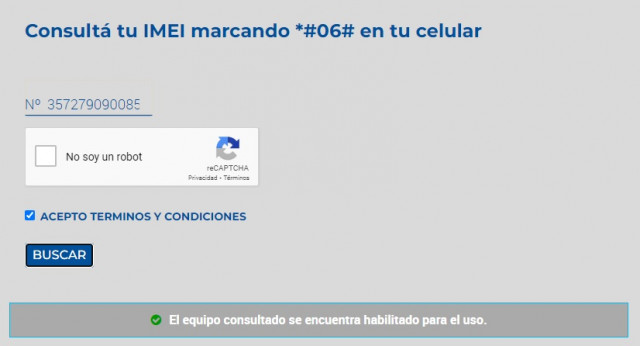 Consultá tu IMEI marcando *#06# en tu celular
Nº 357279090085
No soy un robot
reCAPTCHA
Privacidad - Términos
ACEPTO TERMINOS Y CONDICIONES
BUSCAR
El equipo consultado se encuentra habilitado para el uso.